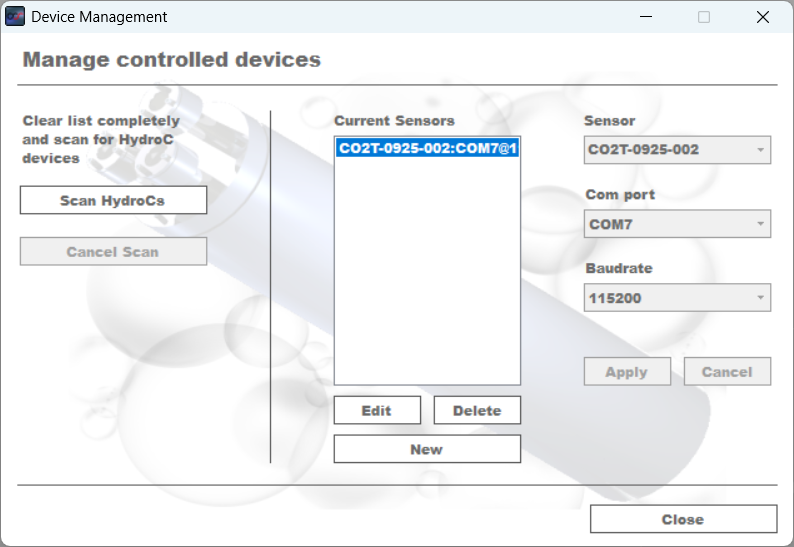 Device Management
Manage controlled devices
Clear list completely
and scan for HydroC
devices
Scan HydroCs
Cancel Scan
Current Sensors
CO2T-0925-002:COM7@1
Edit
Delete
New
Sensor
CO2T-0925-002
Com port
COM7
Baudrate
115200
Apply
Cancel
Close